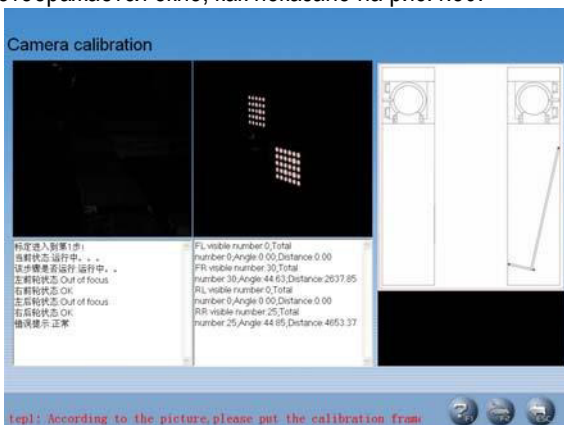 Camera calibration
标定进入到第1步:
当前状态:运行中。。。
该步骤是否运行:运行中。。
左前轮状态:Out of focus
右前轮状态:OK
左后轮状态:Out of focus
右后轮状态:OK
错误提示:正常
FL visible number:0,Total
number:0,Angle:0.00,Distance:0.00
FR visible number:30,Total
number:30,Angle:44.63,Distance:2637.85
RL visible number:0,Total
number:0,Angle:0.00,Distance:0.00
RR visible number:25,Total
number:25,Angle:44.85,Distance:4653.37
tep1: According to the picture,please put the calibration frame